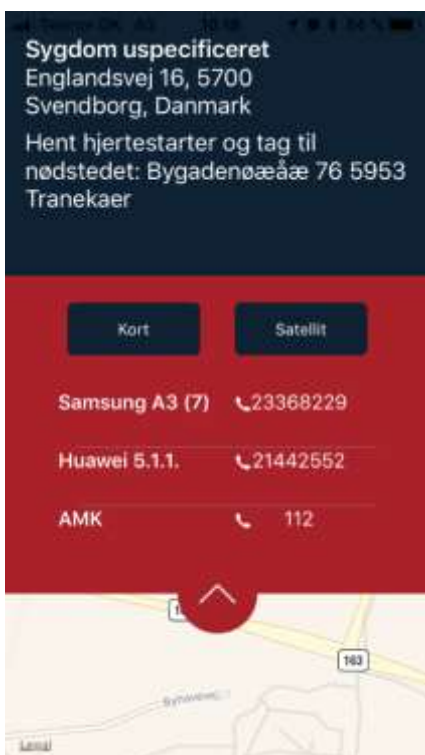 Sygdom uspecificeret
Englandsvej 16, 5700
Svendborg, Danmark
Hent hjertestarter og tag til
nødstedet: Bygadenøæåæ 76 5953
Tranekaer
Kort Satellit
Samsung A3 (7) 23368229
Huawei 5.1.1. 21442552
AMK 112
163
Legal